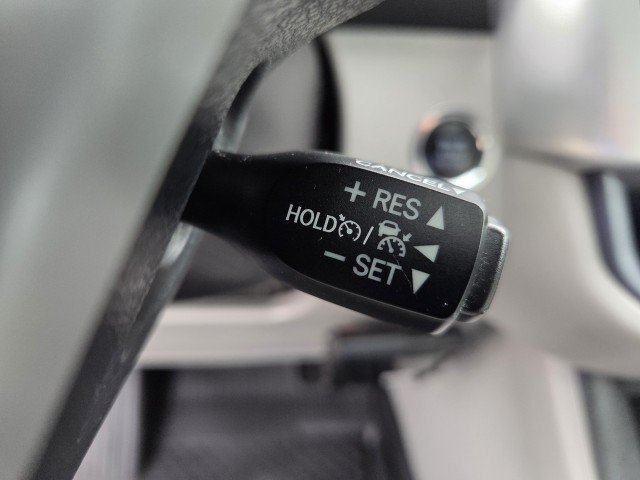 CANCEL
+ RES ▲
HOLD / ◀
− SET ▼